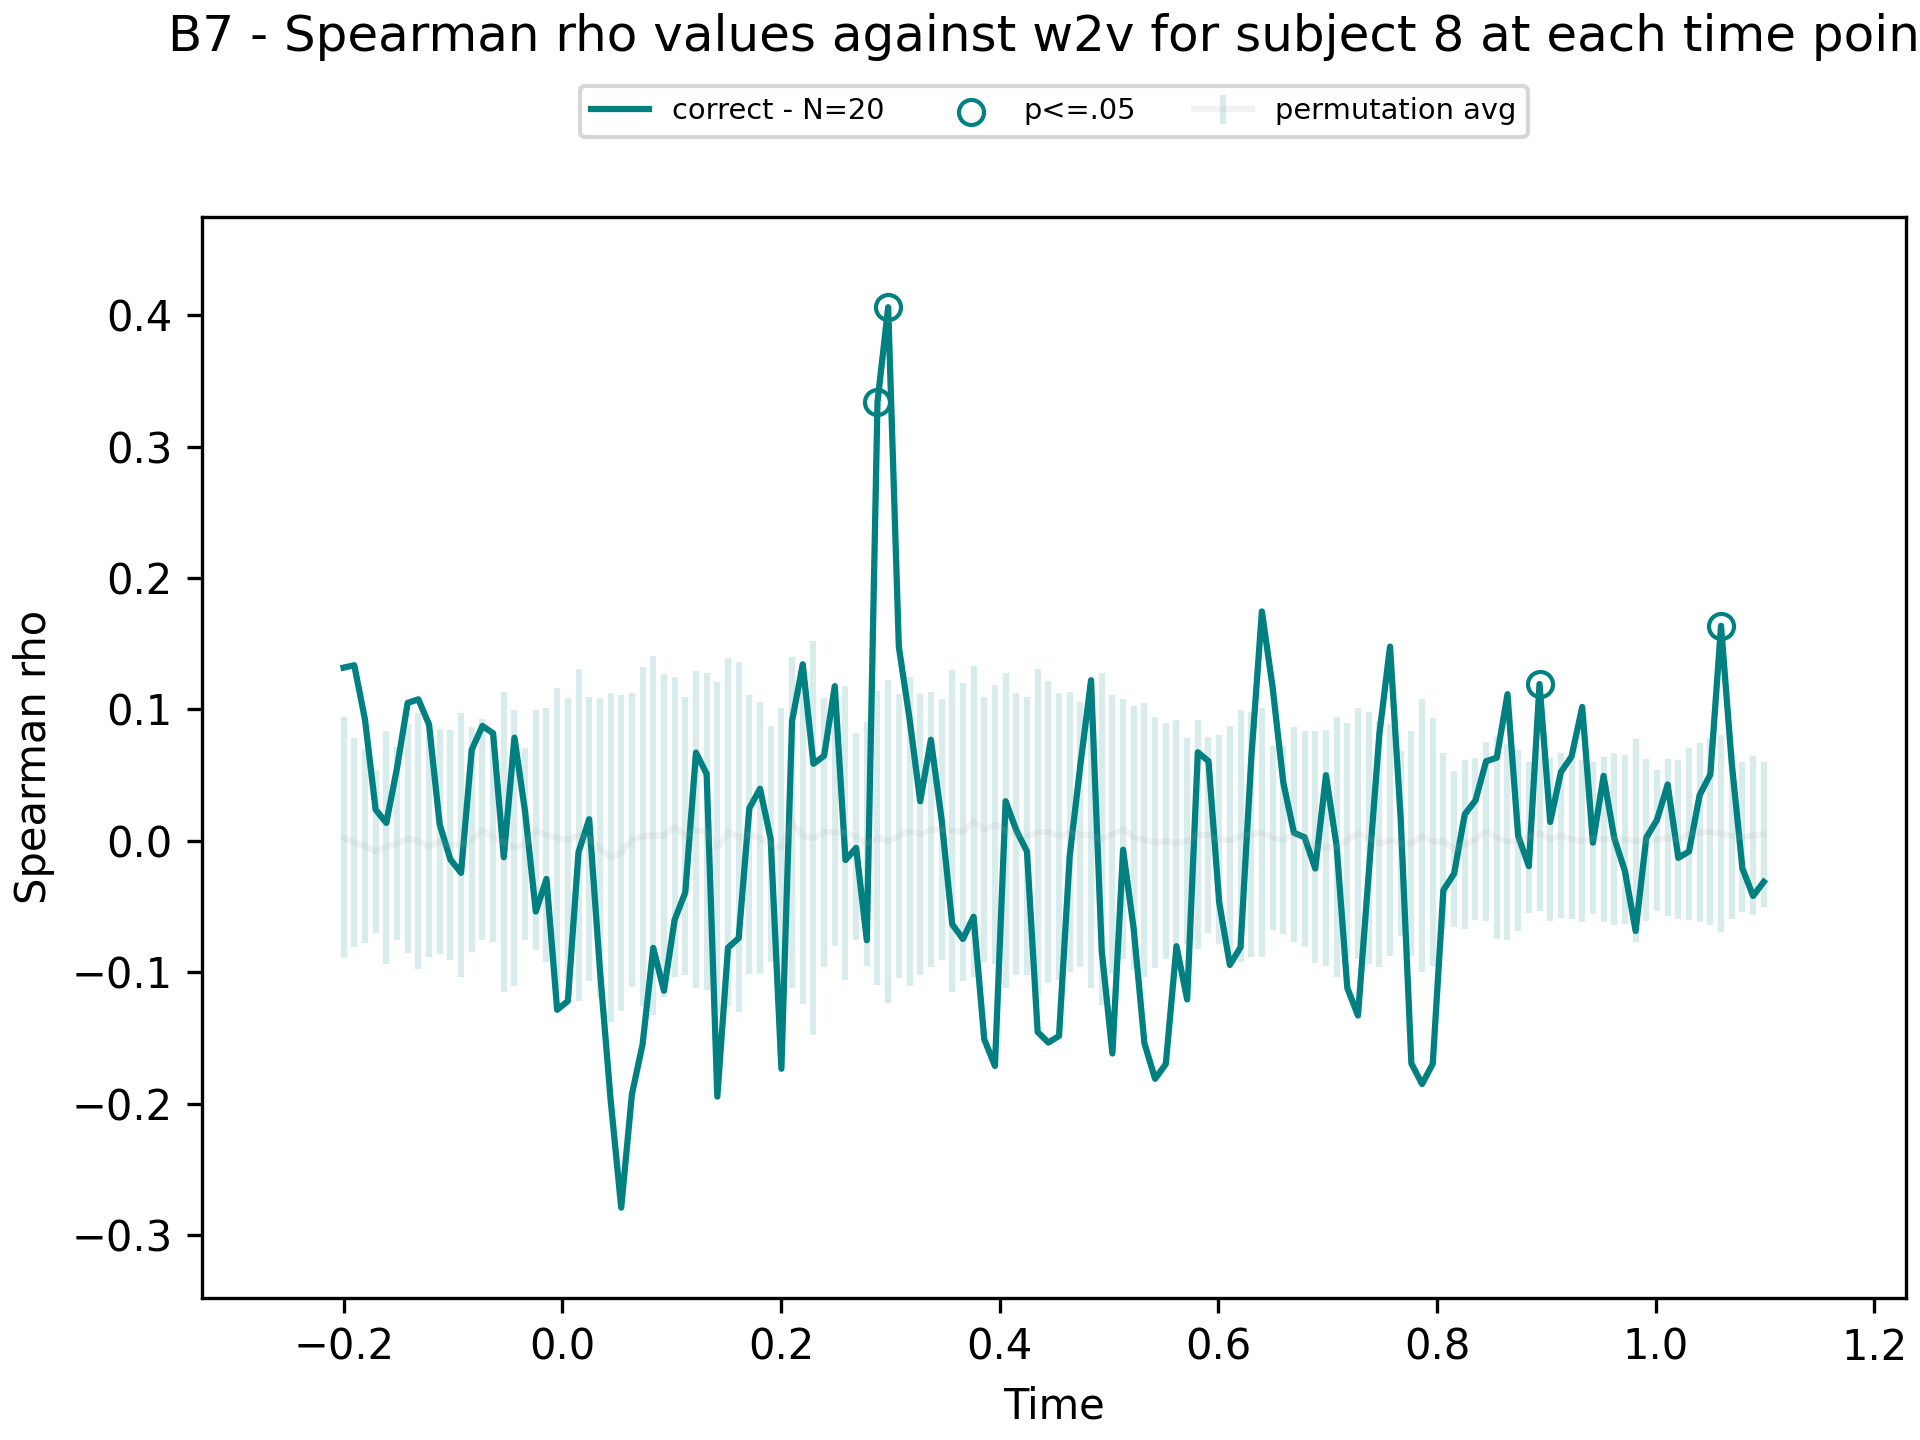 B7 - Spearman rho values against w2v for subject 8 at each time poin
correct - N=20 p<=.05 permutation avg
0.4
0.3
0.2
0.1
0.0
−0.1
−0.2
−0.3
Spearman rho
−0.2 0.0 0.2 0.4 0.6 0.8 1.0 1.2
Time